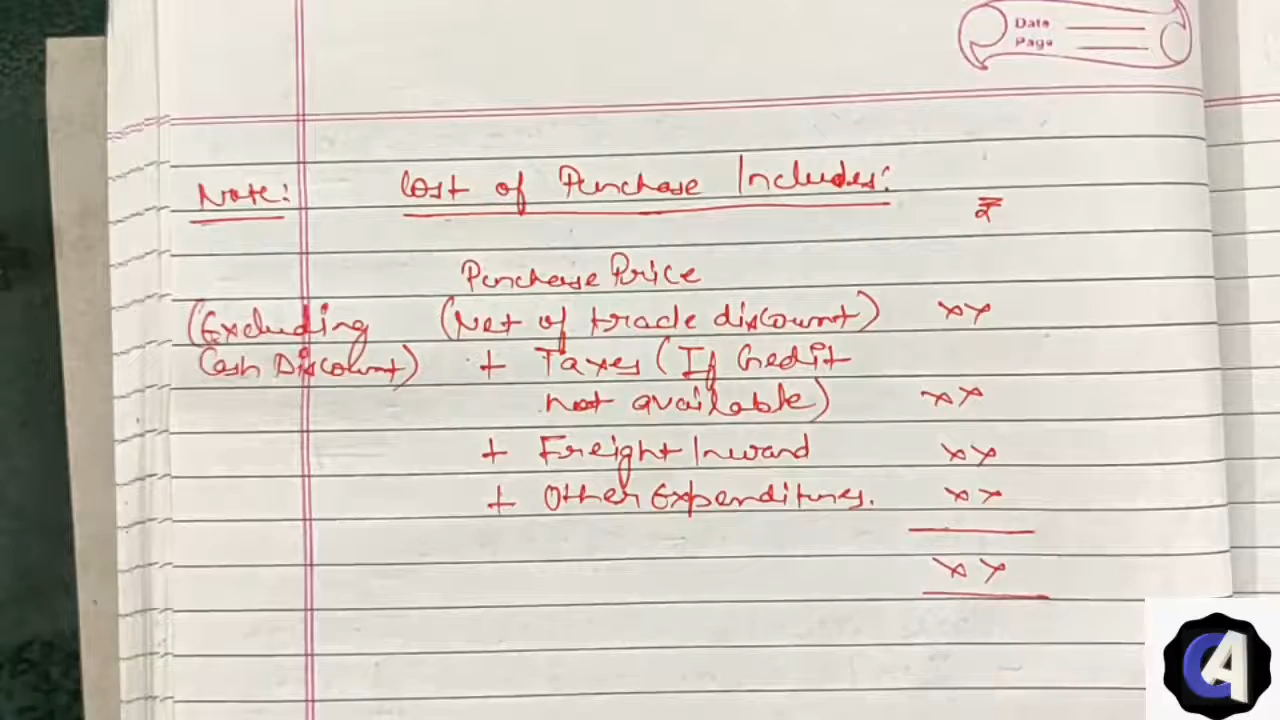 Date
Page
Note: Cost of Purchase Includes:
₹
Purchase Price
(Excluding (Net of trade discount) xx
Cash Discount) + Taxes (If Credit
not available) xx
+ Freight Inward xx
+ Other Expenditures. xx
xx
CA